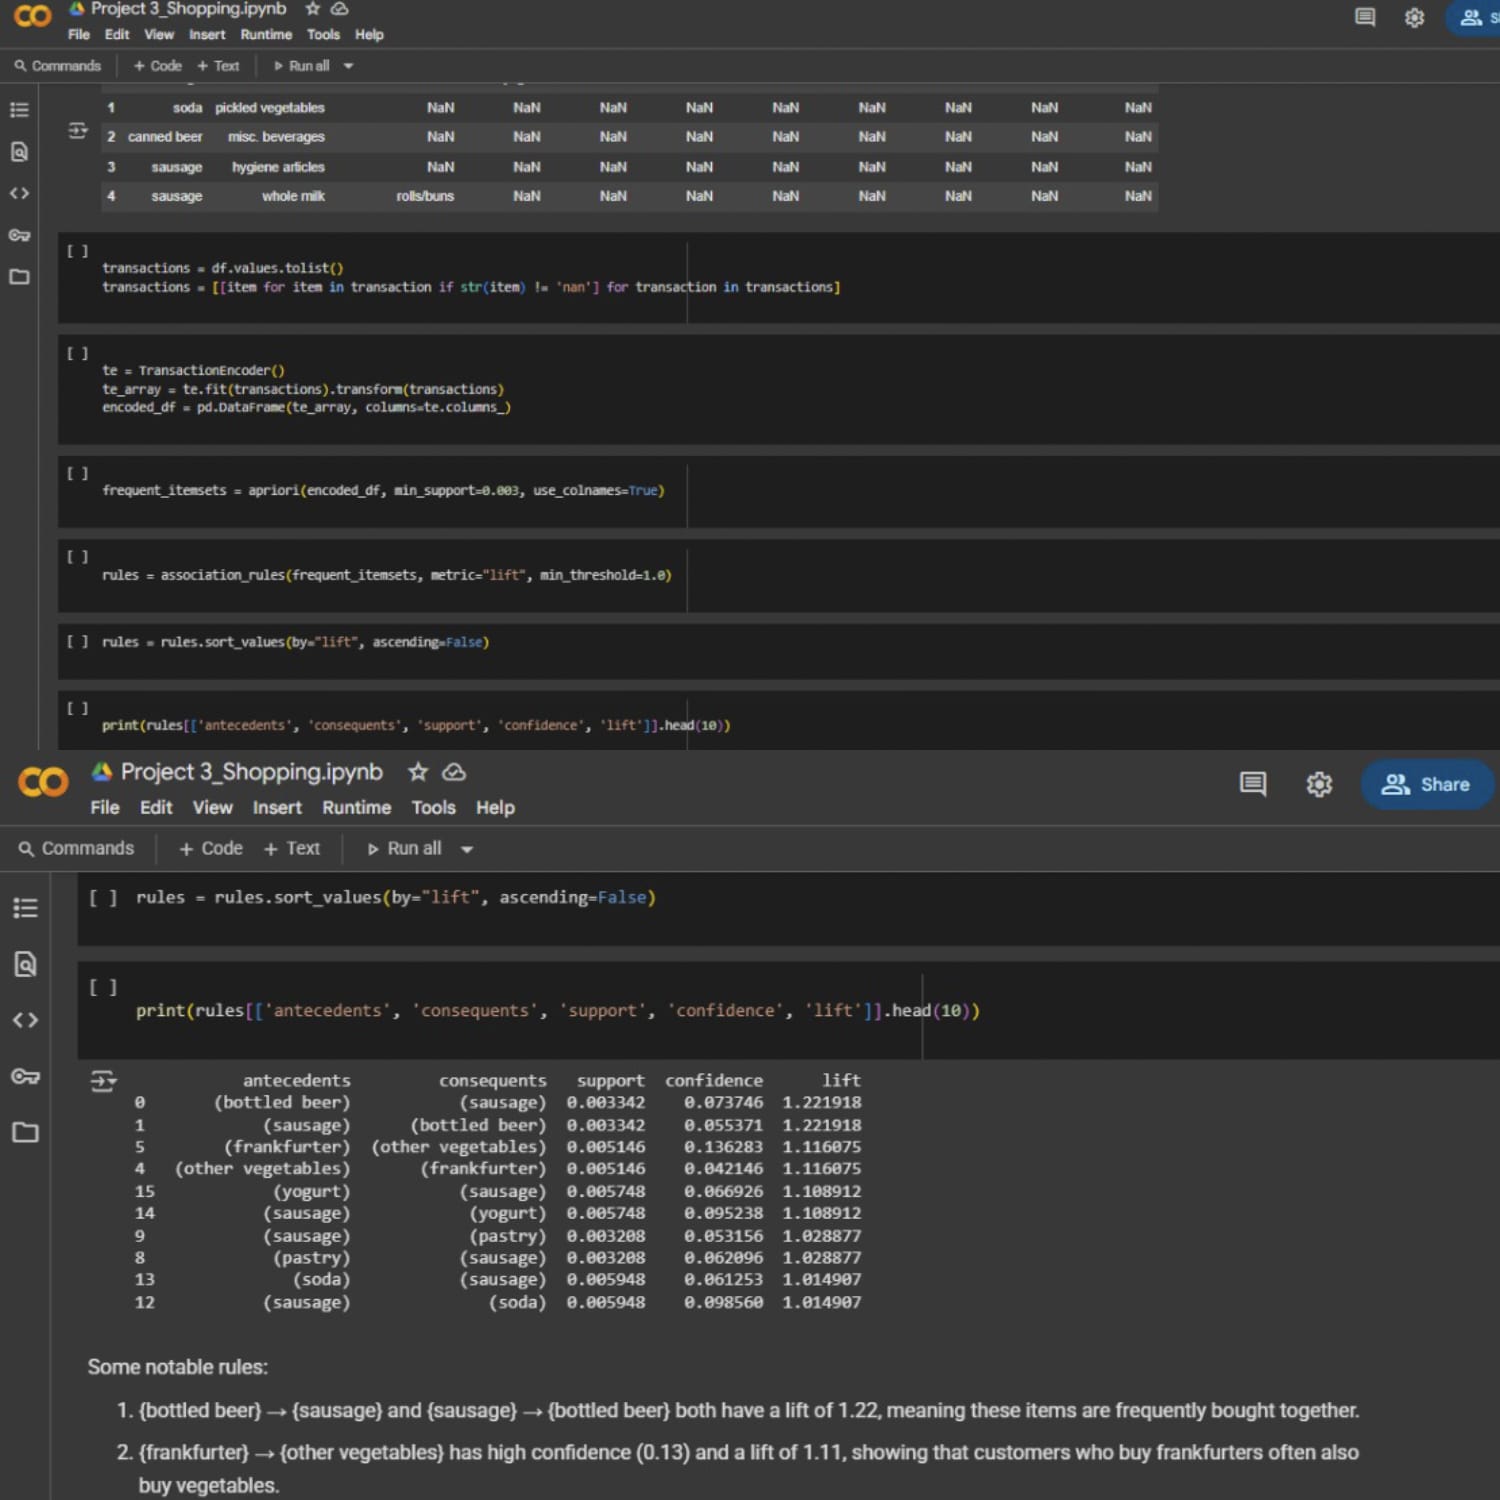 Project 3_Shopping.ipynb
File Edit View Insert Runtime Tools Help
Commands + Code + Text Run all
1 soda pickled vegetables NaN NaN NaN NaN NaN NaN NaN NaN NaN
2 canned beer misc. beverages NaN NaN NaN NaN NaN NaN NaN NaN NaN
3 sausage hygiene articles NaN NaN NaN NaN NaN NaN NaN NaN NaN
4 sausage whole milk rolls/buns NaN NaN NaN NaN NaN NaN NaN NaN
[ ]
transactions = df.values.tolist()
transactions = [[item for item in transaction if str(item) != 'nan'] for transaction in transactions]
[ ]
te = TransactionEncoder()
te_array = te.fit(transactions).transform(transactions)
encoded_df = pd.DataFrame(te_array, columns=te.columns_)
[ ]
frequent_itemsets = apriori(encoded_df, min_support=0.003, use_colnames=True)
[ ]
rules = association_rules(frequent_itemsets, metric="lift", min_threshold=1.0)
[ ] rules = rules.sort_values(by="lift", ascending=False)
[ ]
print(rules[['antecedents', 'consequents', 'support', 'confidence', 'lift']].head(10))
Project 3_Shopping.ipynb
Share
File Edit View Insert Runtime Tools Help
Commands + Code + Text Run all
[ ] rules = rules.sort_values(by="lift", ascending=False)
[ ]
print(rules[['antecedents', 'consequents', 'support', 'confidence', 'lift']].head(10))
antecedents consequents support confidence lift
0 (bottled beer) (sausage) 0.003342 0.073746 1.221918
1 (sausage) (bottled beer) 0.003342 0.055371 1.221918
5 (frankfurter) (other vegetables) 0.005146 0.136283 1.116075
4 (other vegetables) (frankfurter) 0.005146 0.042146 1.116075
15 (yogurt) (sausage) 0.005748 0.066926 1.108912
14 (sausage) (yogurt) 0.005748 0.095238 1.108912
9 (sausage) (pastry) 0.003208 0.053156 1.028877
8 (pastry) (sausage) 0.003208 0.062096 1.028877
13 (soda) (sausage) 0.005948 0.061253 1.014907
12 (sausage) (soda) 0.005948 0.098560 1.014907
Some notable rules:
1. {bottled beer} → {sausage} and {sausage} → {bottled beer} both have a lift of 1.22, meaning these items are frequently bought together.
2. {frankfurter} → {other vegetables} has high confidence (0.13) and a lift of 1.11, showing that customers who buy frankfurters often also
buy vegetables.